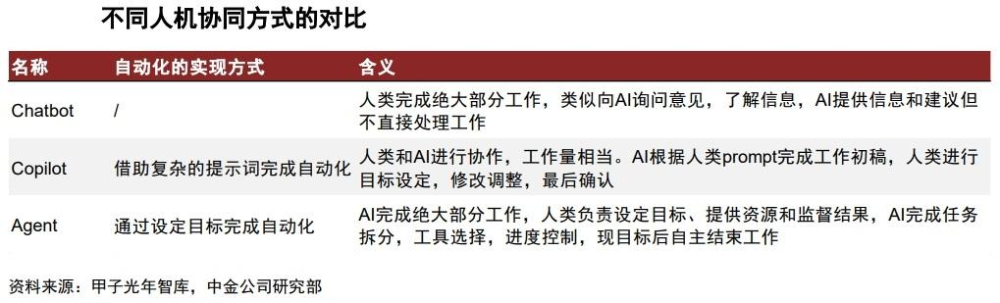 不同人机协同方式的对比
名称 自动化的实现方式 含义
Chatbot / 人类完成绝大部分工作，类似向AI询问意见，了解信息，AI提供信息和建议但
不直接处理工作
Copilot 借助复杂的提示词完成自动化 人类和AI进行协作，工作量相当。AI根据人类prompt完成工作初稿，人类进行
目标设定，修改调整，最后确认
Agent 通过设定目标完成自动化 AI完成绝大部分工作，人类负责设定目标、提供资源和监督结果，AI完成任务
拆分，工具选择，进度控制，现目标后自主结束工作
资料来源：甲子光年智库，中金公司研究部